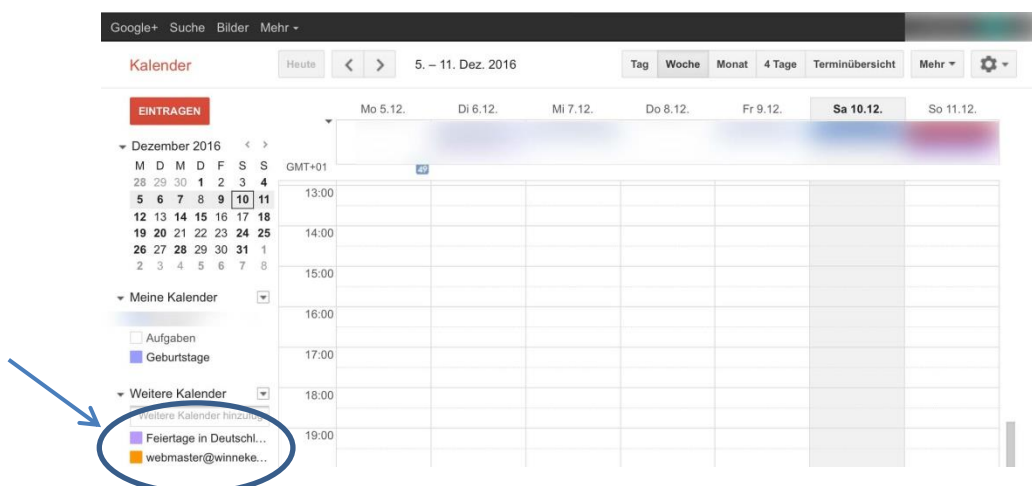 Google+ Suche Bilder Mehr
Kalender Heute 5. – 11. Dez. 2016 Tag Woche Monat 4 Tage Terminübersicht Mehr
EINTRAGEN
Mo 5.12. Di 6.12. Mi 7.12. Do 8.12. Fr 9.12. Sa 10.12. So 11.12.
Dezember 2016
M D M D F S S
28 29 30 1 2 3 4
5 6 7 8 9 10 11
12 13 14 15 16 17 18
19 20 21 22 23 24 25
26 27 28 29 30 31 1
2 3 4 5 6 7 8
Meine Kalender
Aufgaben
Geburtstage
Weitere Kalender
Weitere Kalender hinzufüg
Feiertage in Deutschl...
webmaster@winneke...
GMT+01 49
13:00
14:00
15:00
16:00
17:00
18:00
19:00